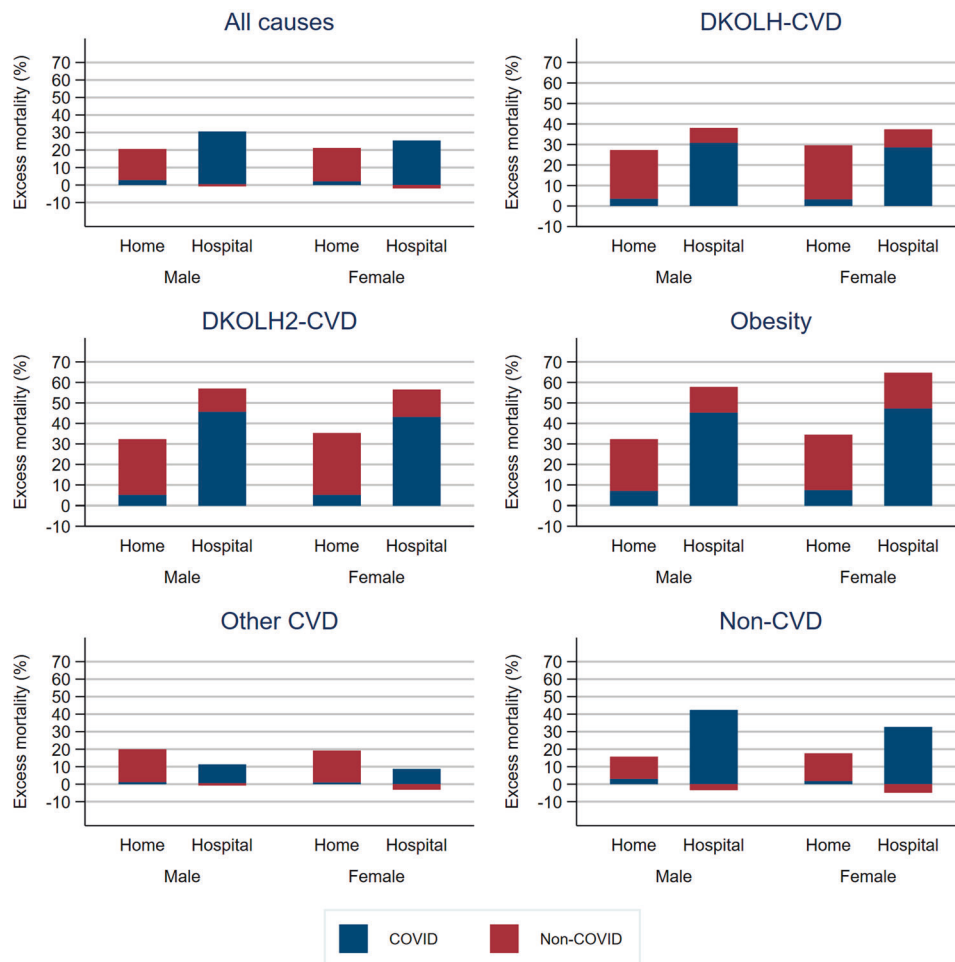 All causes
Excess mortality (%)
70
60
50
40
30
20
10
0
-10
Home Hospital Home Hospital
Male Female
DKOLH-CVD
Excess mortality (%)
70
60
50
40
30
20
10
0
-10
Home Hospital Home Hospital
Male Female
DKOLH2-CVD
Excess mortality (%)
70
60
50
40
30
20
10
0
-10
Home Hospital Home Hospital
Male Female
Obesity
Excess mortality (%)
70
60
50
40
30
20
10
0
-10
Home Hospital Home Hospital
Male Female
Other CVD
Excess mortality (%)
70
60
50
40
30
20
10
0
-10
Home Hospital Home Hospital
Male Female
Non-CVD
Excess mortality (%)
70
60
50
40
30
20
10
0
-10
Home Hospital Home Hospital
Male Female
COVID Non-COVID